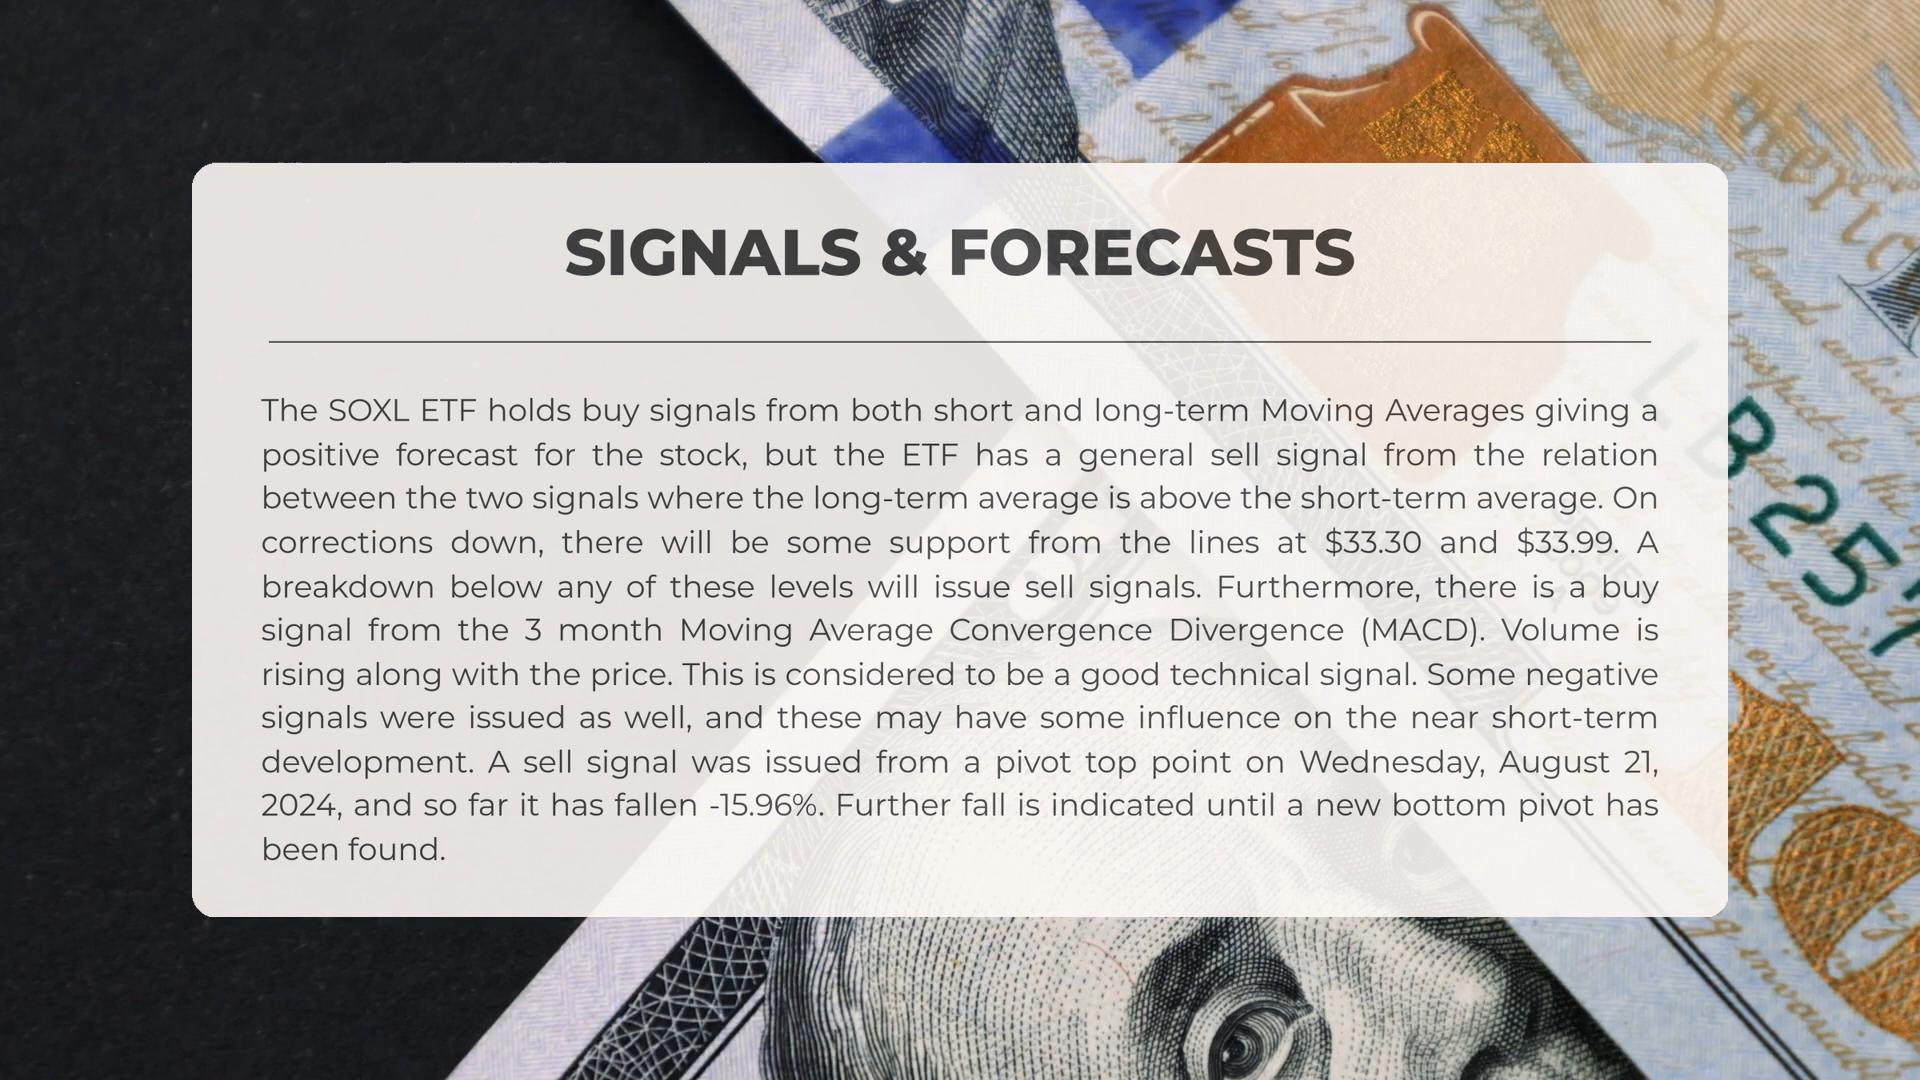 SIGNALS & FORECASTS
The SOXL ETF holds buy signals from both short and long-term Moving Averages giving a
positive forecast for the stock, but the ETF has a general sell signal from the relation
between the two signals where the long-term average is above the short-term average. On
corrections down, there will be some support from the lines at $33.30 and $33.99. A
breakdown below any of these levels will issue sell signals. Furthermore, there is a buy
signal from the 3 month Moving Average Convergence Divergence (MACD). Volume is
rising along with the price. This is considered to be a good technical signal. Some negative
signals were issued as well, and these may have some influence on the near short-term
development. A sell signal was issued from a pivot top point on Wednesday, August 21,
2024, and so far it has fallen -15.96%. Further fall is indicated until a new bottom pivot has
been found.
LB257